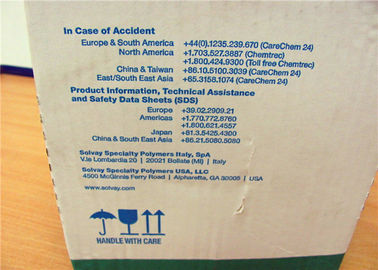 In Case of Accident
Europe & South America +44(0).1235.239.670 (CareChem 24)
North America +1.703.527.3887 (Chemtrec)
+1.800.424.9300 (Toll free Chemtrec)
China & Taiwan +86.10.5100.3039 (CareChem 24)
East/South East Asia +65.3158.1074 (CareChem 24)
Product Information, Technical Assistance
and Safety Data Sheets (SDS)
Europe +39.02.2909.21
Americas +1.770.772.8760
+1.800.621.4557
Japan +81.3.5425.4300
China & South East Asia +86.21.5080.5080
Solvay Specialty Polymers Italy, SpA
V.le Lombardia 20 | 20021 Bollate (MI) | Italy
Solvay Specialty Polymers USA, LLC
4500 McGinnis Ferry Road | Alpharetta, GA 30005 | USA
www.solvay.com
HANDLE WITH CARE